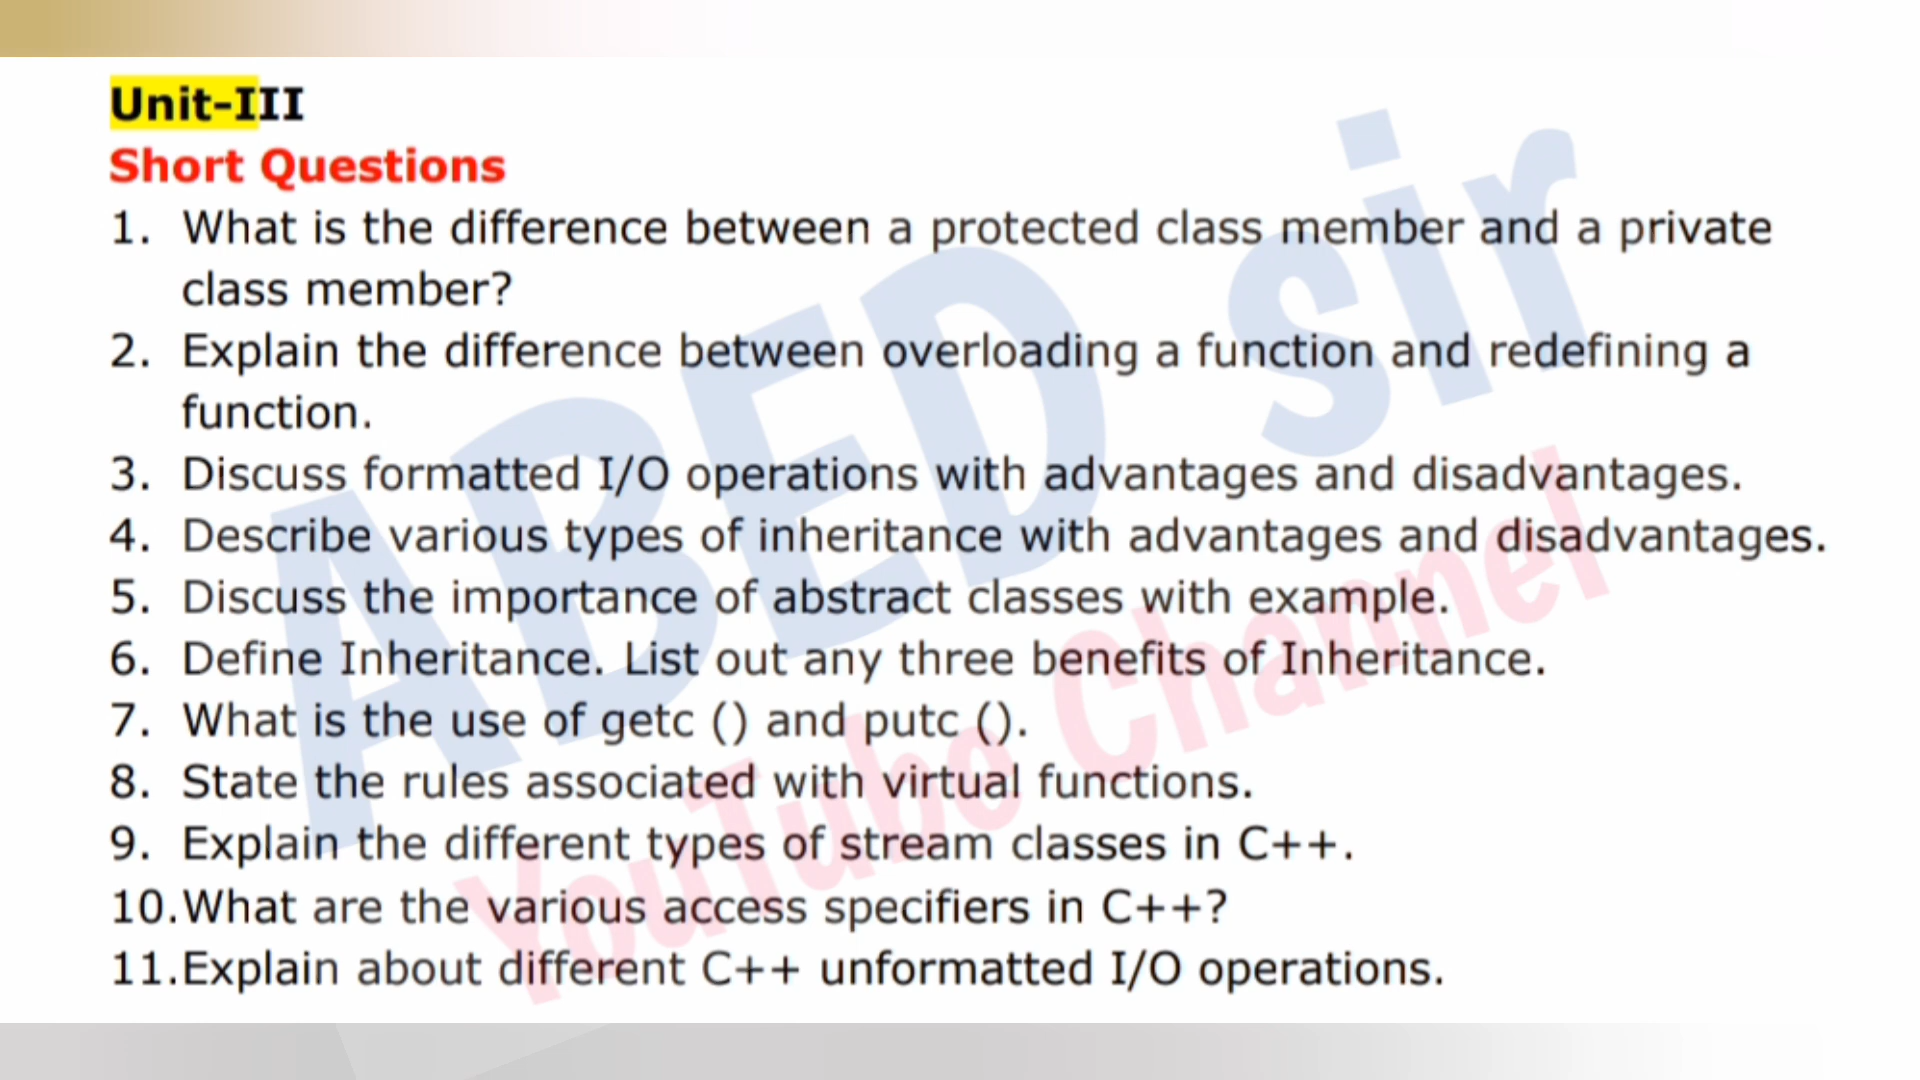 Unit-III
Short Questions
1. What is the difference between a protected class member and a private
class member?
2. Explain the difference between overloading a function and redefining a
function.
3. Discuss formatted I/O operations with advantages and disadvantages.
4. Describe various types of inheritance with advantages and disadvantages.
5. Discuss the importance of abstract classes with example.
6. Define Inheritance. List out any three benefits of Inheritance.
7. What is the use of getc () and putc ().
8. State the rules associated with virtual functions.
9. Explain the different types of stream classes in C++.
10.What are the various access specifiers in C++?
11.Explain about different C++ unformatted I/O operations.
ABED sir
YouTube Channel